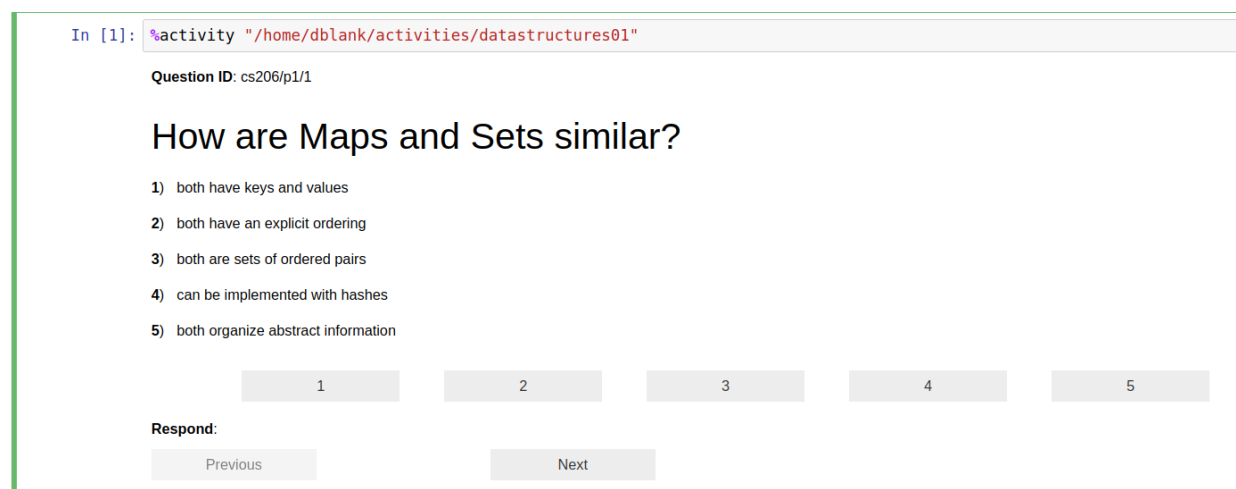 In [1]: %activity "/home/dblank/activities/datastructures01"
Question ID: cs206/p1/1
How are Maps and Sets similar?
1) both have keys and values
2) both have an explicit ordering
3) both are sets of ordered pairs
4) can be implemented with hashes
5) both organize abstract information
1 2 3 4 5
Respond:
Previous Next